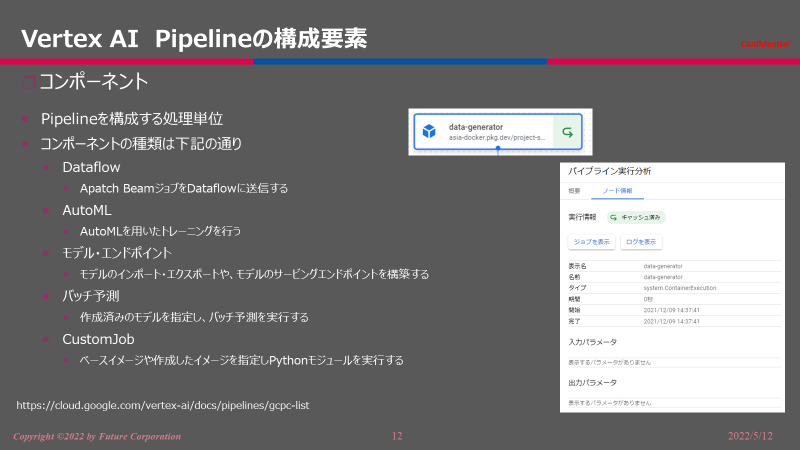 Vertex AI Pipelineの構成要素
Confidential
コンポーネント
Pipelineを構成する処理単位
コンポーネントの種類は下記の通り
Dataflow
Apatch BeamジョブをDataflowに送信する
AutoML
AutoMLを用いたトレーニングを行う
モデル・エンドポイント
モデルのインポート・エクスポートや、モデルのサービングエンドポイントを構築する
バッチ予測
作成済みのモデルを指定し、バッチ予測を実行する
CustomJob
ベースイメージや作成したイメージを指定しPythonモジュールを実行する
https://cloud.google.com/vertex-ai/docs/pipelines/gcpc-list
data-generator
asia-docker.pkg.dev/project-s...
パイプライン実行分析
概要 ノード情報
実行情報 キャッシュ済み
ジョブを表示 ログを表示
表示名 data-generator
名前 data-generator
タイプ system.ContainerExecution
期間 0秒
開始 2021/12/09 14:37:41
完了 2021/12/09 14:37:41
入力パラメータ
表示するパラメータがありません
出力パラメータ
表示するパラメータがありません
Copyright ©2022 by Future Corporation
12
2022/5/12